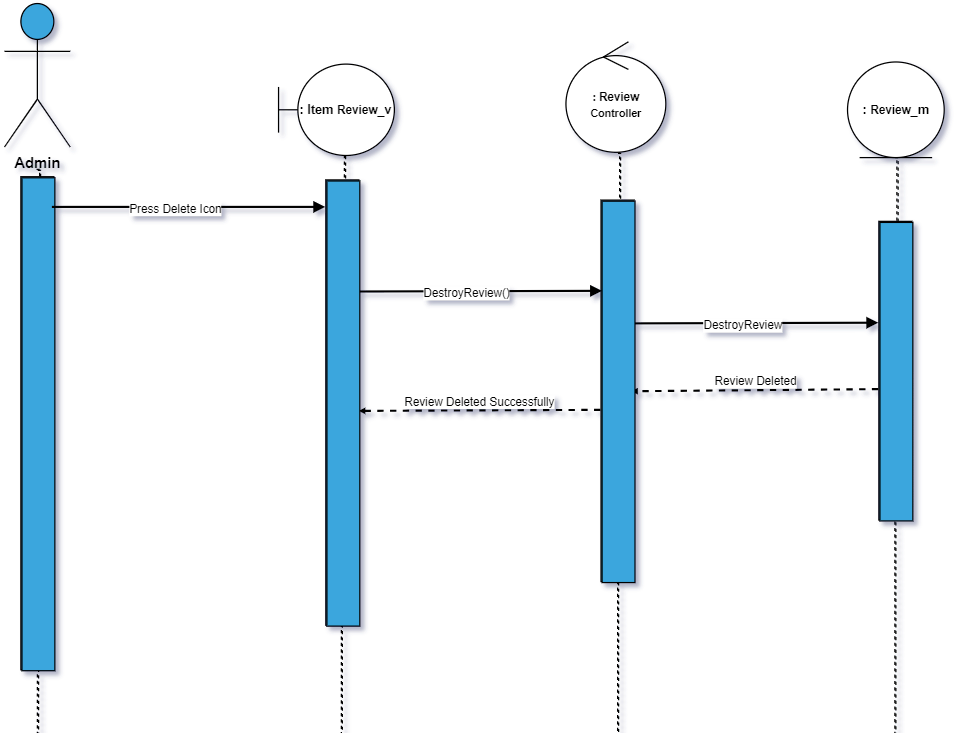 : Review
Controller
: Item Review_v
: Review_m
Admin
Press Delete Icon
DestroyReview()
DestroyReview
Review Deleted
Review Deleted Successfully